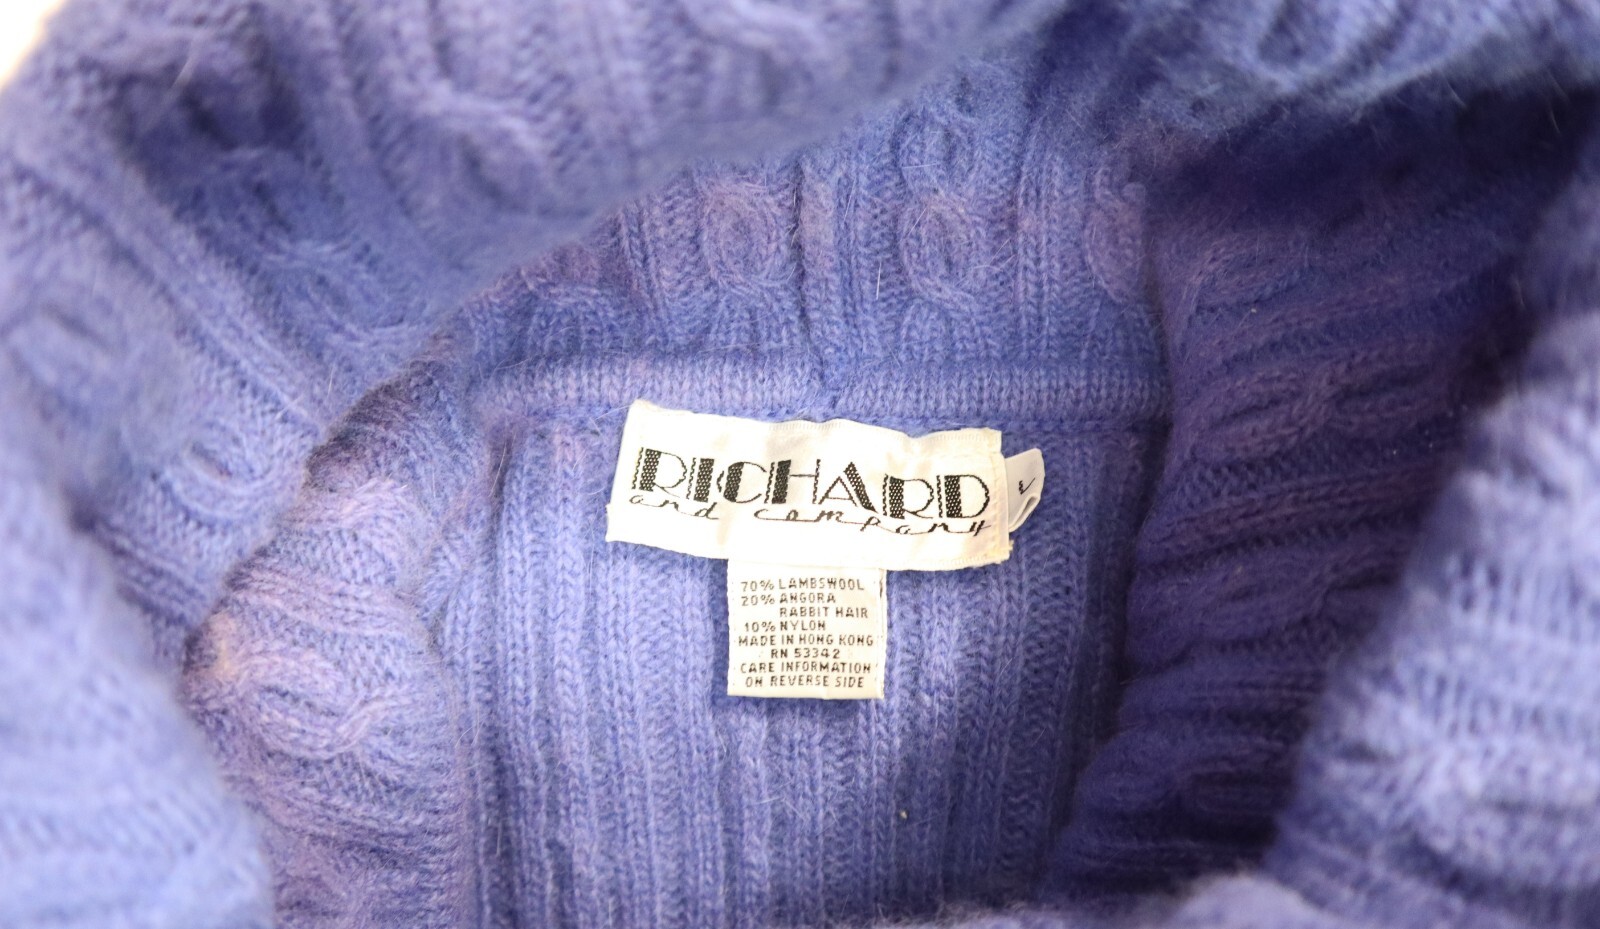 RICHARD
and company
L
70% LAMBSWOOL
20% ANGORA
RABBIT HAIR
10% NYLON
MADE IN HONG KONG
RN 53342
CARE INFORMATION
ON REVERSE SIDE